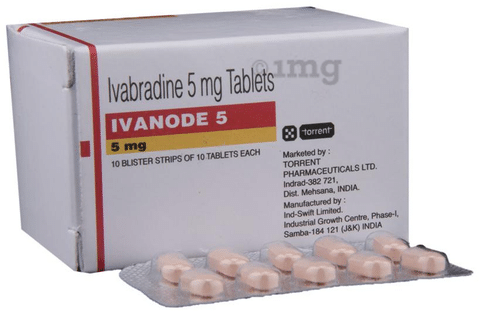 1mg
Ivabradine 5 mg Tablets
IVANODE 5
5 mg
10 BLISTER STRIPS OF 10 TABLETS EACH
torrent
Marketed by :
TORRENT
PHARMACEUTICALS LTD.
Indrad-382 721,
Dist. Mehsana, INDIA.
Manufactured by :
Ind-Swift Limited.
Industrial Growth Centre, Phase-I,
Samba-184 121 (J&K) INDIA